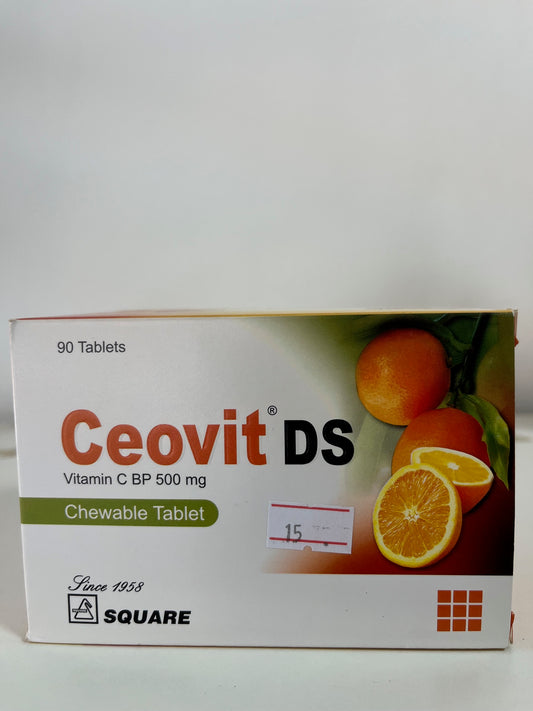 90 Tablets
Ceovit® DS
Vitamin C BP 500 mg
Chewable Tablet
15
Since 1958
SQUARE